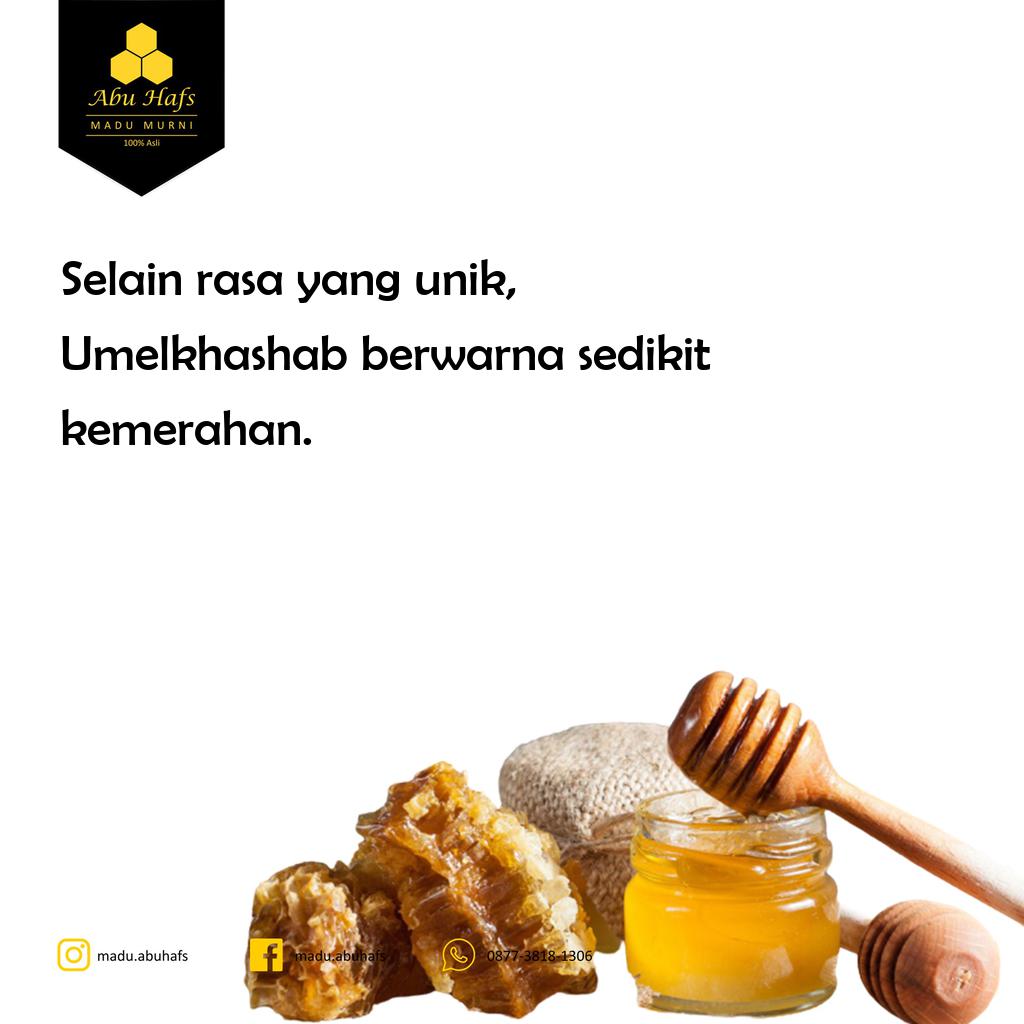 Abu Hafs
MADU MURNI
100% Asli
Selain rasa yang unik,
Umelkhashab berwarna sedikit
kemerahan.
madu.abuhafs
madu.abuhafs
0877-3818-1306